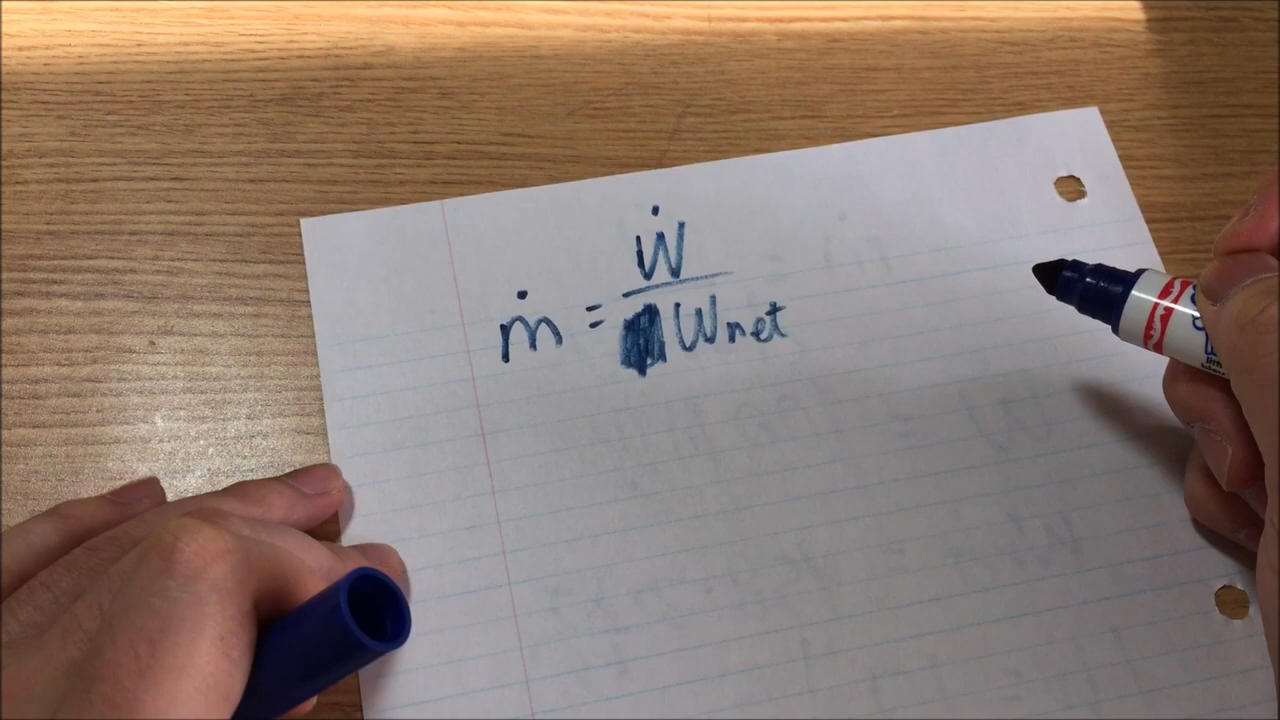 ṁ = Ẇ / Wnet